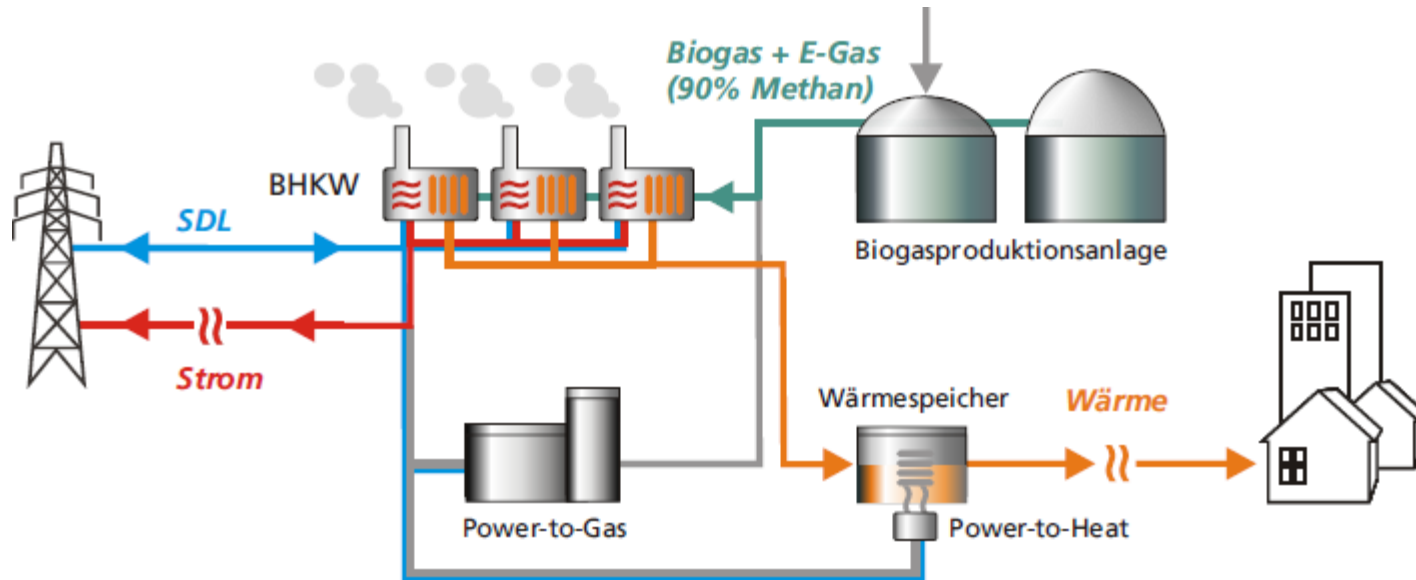 Biogas + E-Gas
(90% Methan)
BHKW
SDL
Biogasproduktionsanlage
Strom
Wärmespeicher
Wärme
Power-to-Gas
Power-to-Heat